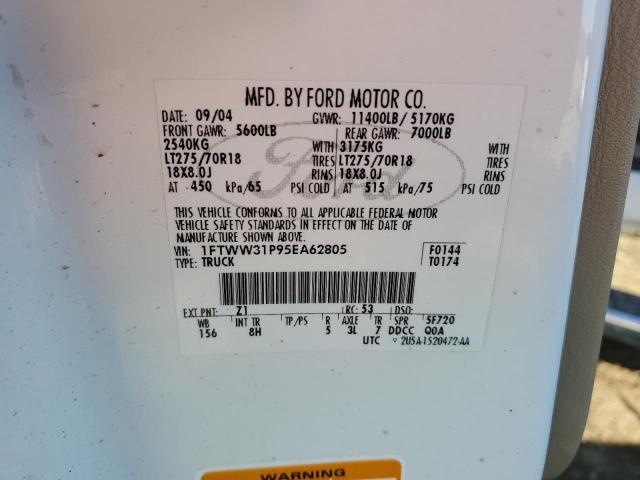 MFD. BY FORD MOTOR CO.
DATE: 09/04 GVWR: 11400LB/ 5170KG
FRONT GAWR: 5600LB REAR GAWR: 7000LB
2540KG WITH 3175KG WITH
LT275/70R18 TIRES LT275/70R18 TIRES
18X8.0J RIMS 18X8.0J RIMS
AT 450 kPa/65 PSI COLD AT 515 kPa/75 PSI COLD
THIS VEHICLE CONFORMS TO ALL APPLICABLE FEDERAL MOTOR
VEHICLE SAFETY STANDARDS IN EFFECT ON THE DATE OF
MANUFACTURE SHOWN ABOVE.
VIN: 1FTWW31P95EA62805 F0144
TYPE: TRUCK T0174
EXT PNT: Z1 RC: 53 DSO:
WB INT TR TP/PS R AXLE TR SPR 5F720
156 8H 5 3L 7 DDCC Q0A
UTC 2U5A-1520472-AA
Ford
WARNING